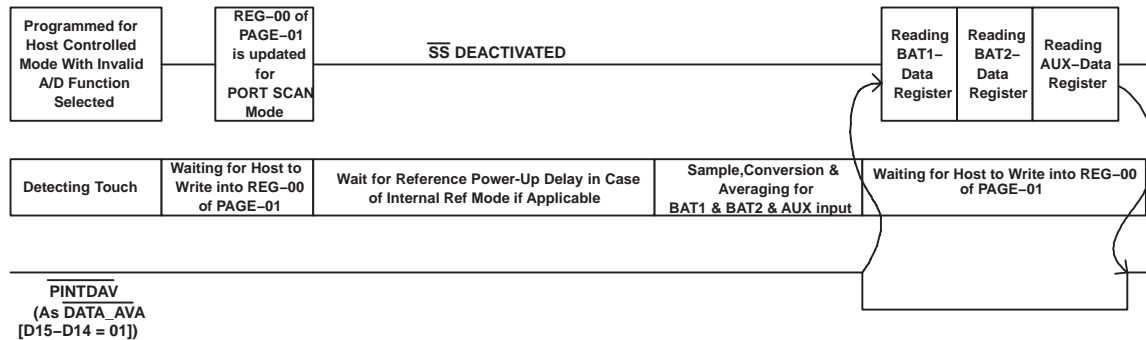 Programmed for
Host Controlled
Mode With Invalid
A/D Function
Selected
REG−00 of
PAGE−01
is updated
for
PORT SCAN
Mode
SS DEACTIVATED
Reading
BAT1−
Data
Register
Reading
BAT2−
Data
Register
Reading
AUX−Data
Register
Detecting Touch
Waiting for Host to
Write into REG−00
of PAGE−01
Wait for Reference Power-Up Delay in Case
of Internal Ref Mode if Applicable
Sample,Conversion &
Averaging for
BAT1 & BAT2 & AUX input
Waiting for Host to Write into REG−00
of PAGE−01
PINTDAV
(As DATA_AVA
[D15−D14 = 01])